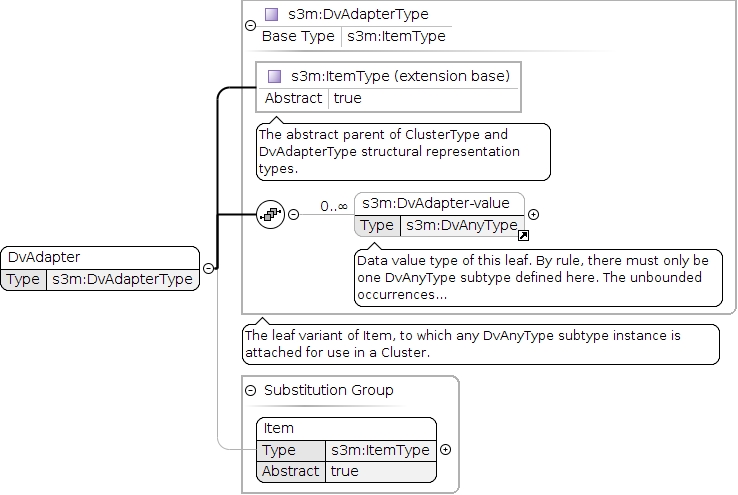 s3m:DvAdapterType
Base Type s3m:ItemType
s3m:ItemType (extension base)
Abstract true
The abstract parent of ClusterType and
DvAdapterType structural representation
types.
0..∞
s3m:DvAdapter-value
Type s3m:DvAnyType
Data value type of this leaf. By rule, there must only be
one DvAnyType subtype defined here. The unbounded
occurrences...
DvAdapter
Type s3m:DvAdapterType
The leaf variant of Item, to which any DvAnyType subtype instance is
attached for use in a Cluster.
Substitution Group
Item
Type s3m:ItemType
Abstract true